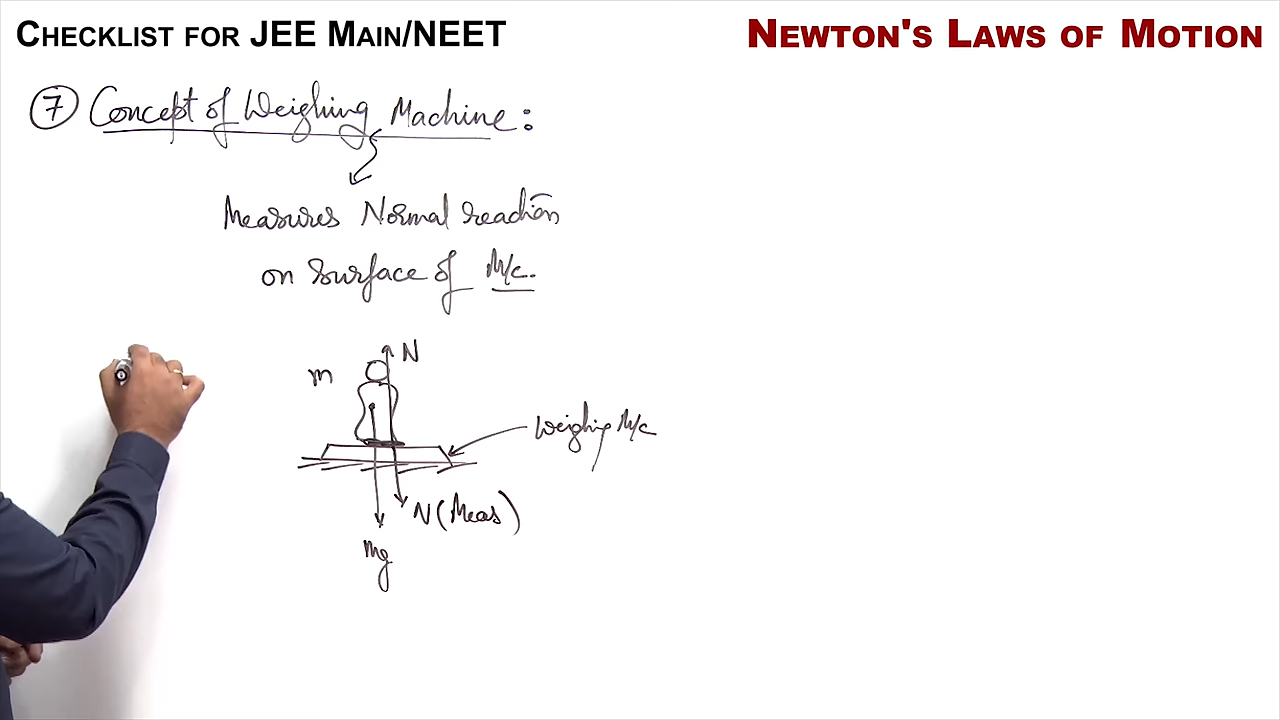 CHECKLIST FOR JEE MAIN/NEET
NEWTON'S LAWS OF MOTION
7 Concept of Weighing Machine:
Measures Normal reaction
on surface of M/c.
N
m
Weighing M/c
N (Meas)
mg